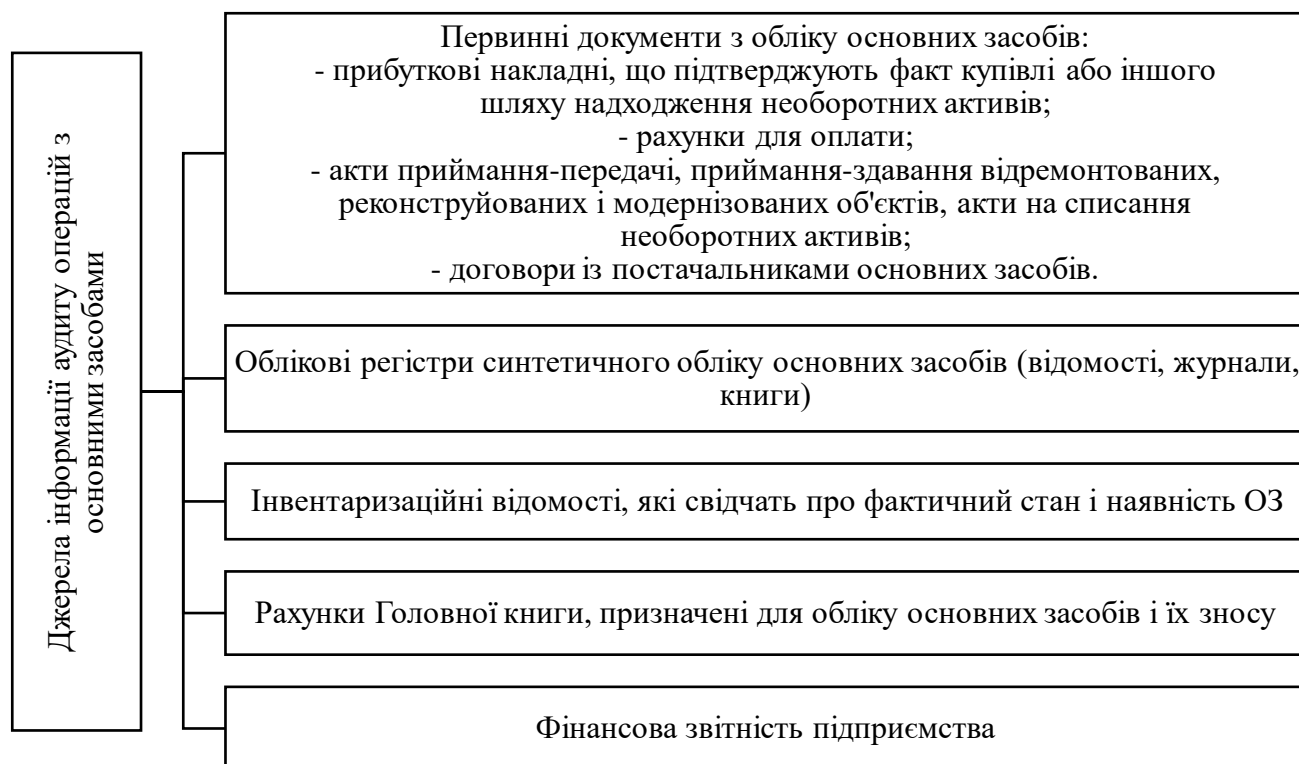 Джерела інформації аудиту операцій з
основними засобами
Первинні документи з обліку основних засобів:
- прибуткові накладні, що підтверджують факт купівлі або іншого
шляху надходження необоротних активів;
- рахунки для оплати;
- акти приймання-передачі, приймання-здавання відремонтованих,
реконструйованих і модернізованих об'єктів, акти на списання
необоротних активів;
- договори із постачальниками основних засобів.
Облікові регістри синтетичного обліку основних засобів (відомості, журнали,
книги)
Інвентаризаційні відомості, які свідчать про фактичний стан і наявність ОЗ
Рахунки Головної книги, призначені для обліку основних засобів і їх зносу
Фінансова звітність підприємства